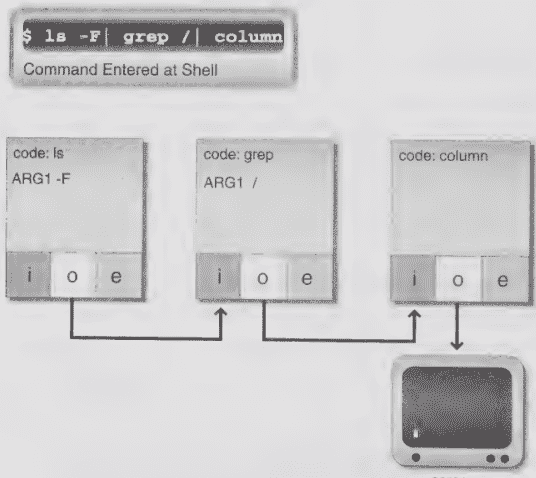 $ ls -F| grep /| column
Command Entered at Shell
code: ls
ARG1 -F
i o e
code: grep
ARG1 /
i o e
code: column
i o e